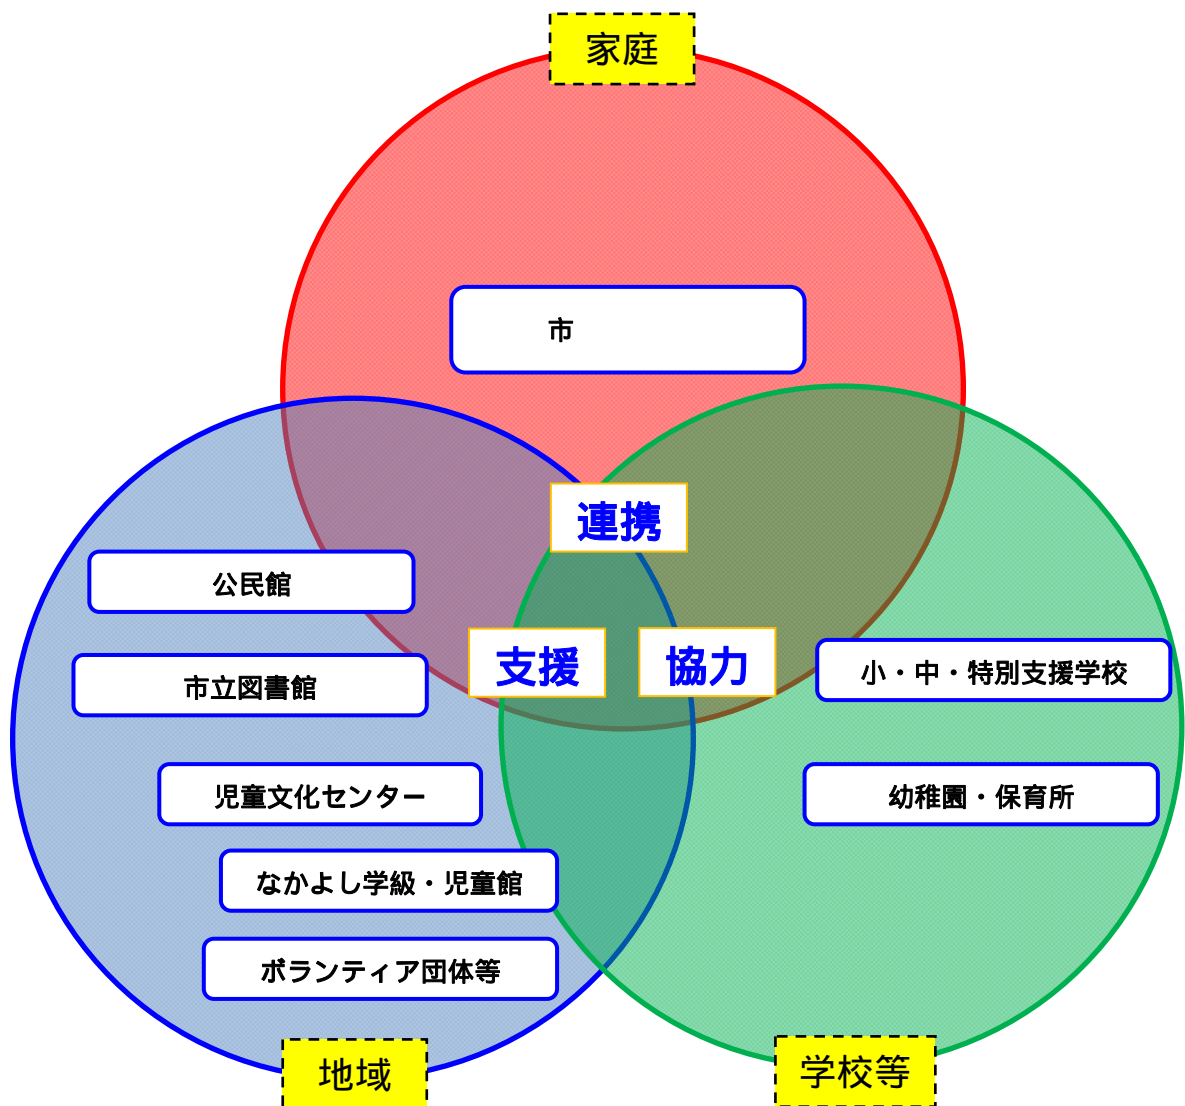 家庭
市
連携
公民館
支援
協力
小・中・特別支援学校
市立図書館
児童文化センター
幼稚園・保育所
なかよし学級・児童館
ボランティア団体等
地域
学校等